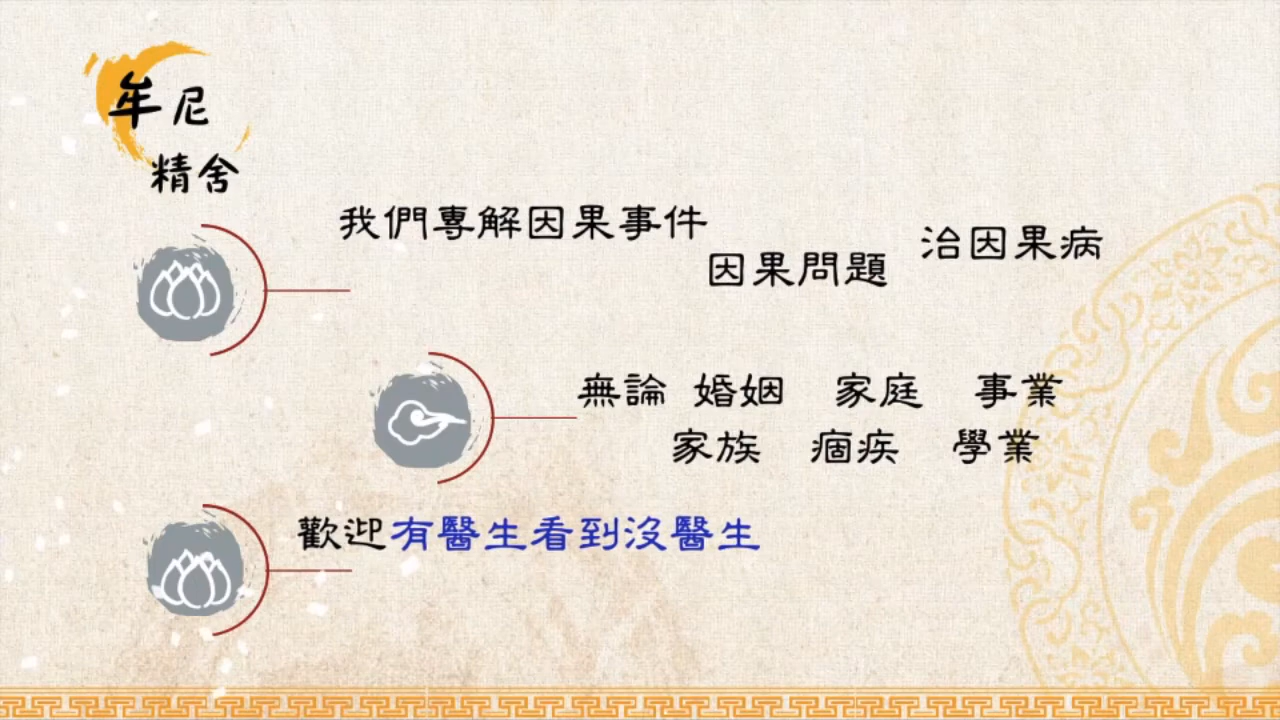 牟尼
精舍
我們專解因果事件
因果問題
治因果病
無論 婚姻 家庭 事業
家族 痼疾 學業
歡迎有醫生看到沒醫生